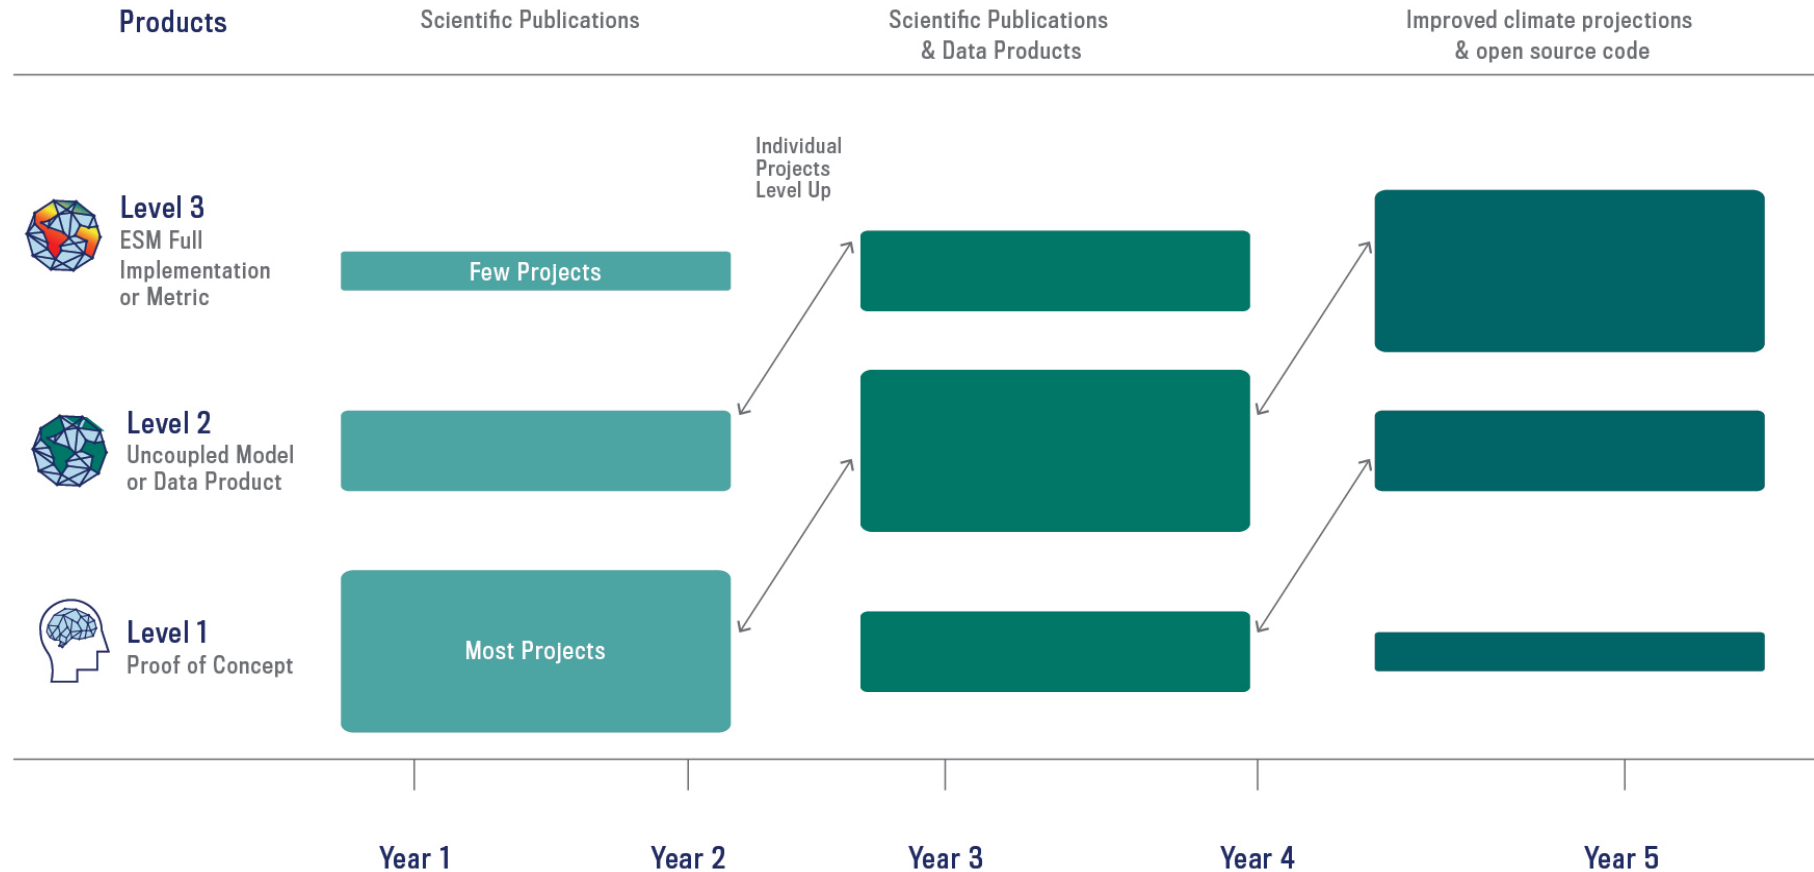 Products
Scientific Publications
Scientific Publications
& Data Products
Improved climate projections
& open source code
Individual
Projects
Level Up
Level 3
ESM Full
Implementation
or Metric
Few Projects
Level 2
Uncoupled Model
or Data Product
Level 1
Proof of Concept
Most Projects
Year 1
Year 2
Year 3
Year 4
Year 5